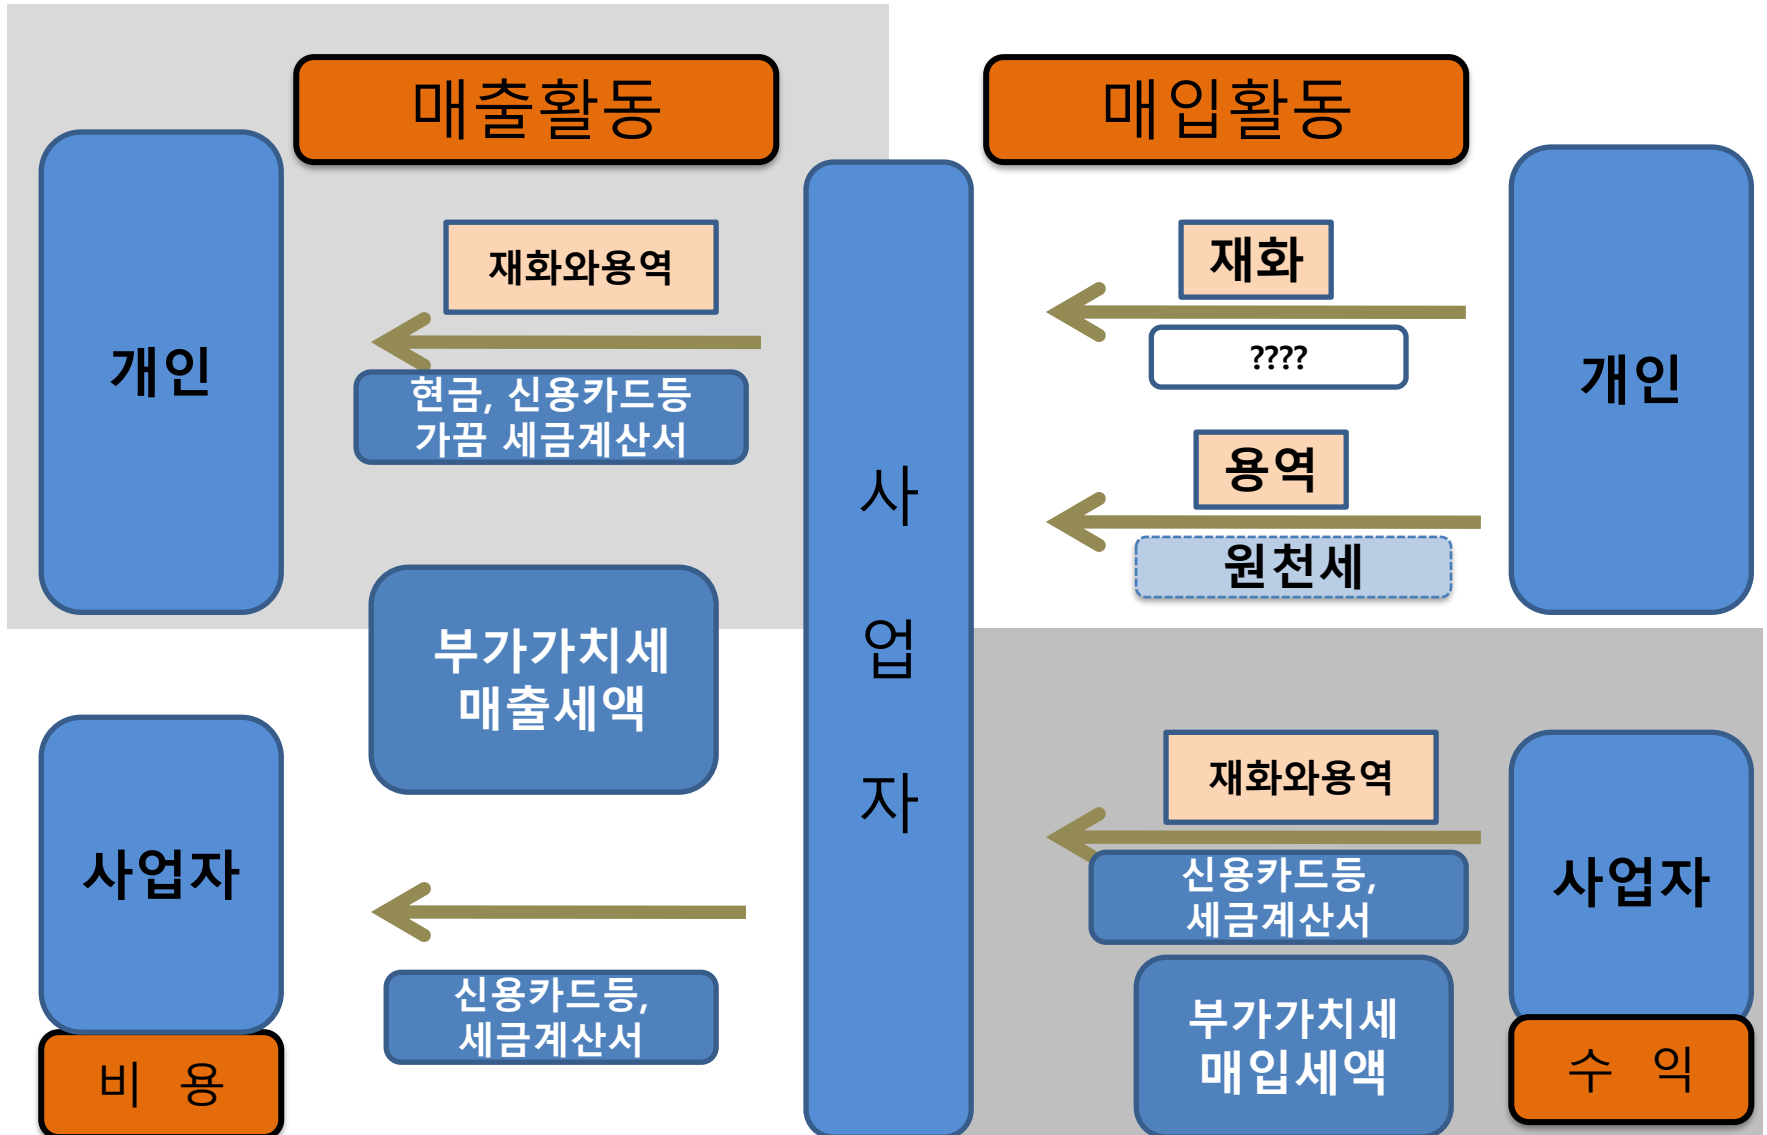 매출활동
매입활동
개인
재화와용역
현금, 신용카드등
가끔 세금계산서
부가가치세
매출세액
사업자
신용카드등,
세금계산서
비 용
사
업
자
재화
????
용역
원천세
개인
재화와용역
신용카드등,
세금계산서
부가가치세
매입세액
사업자
수 익